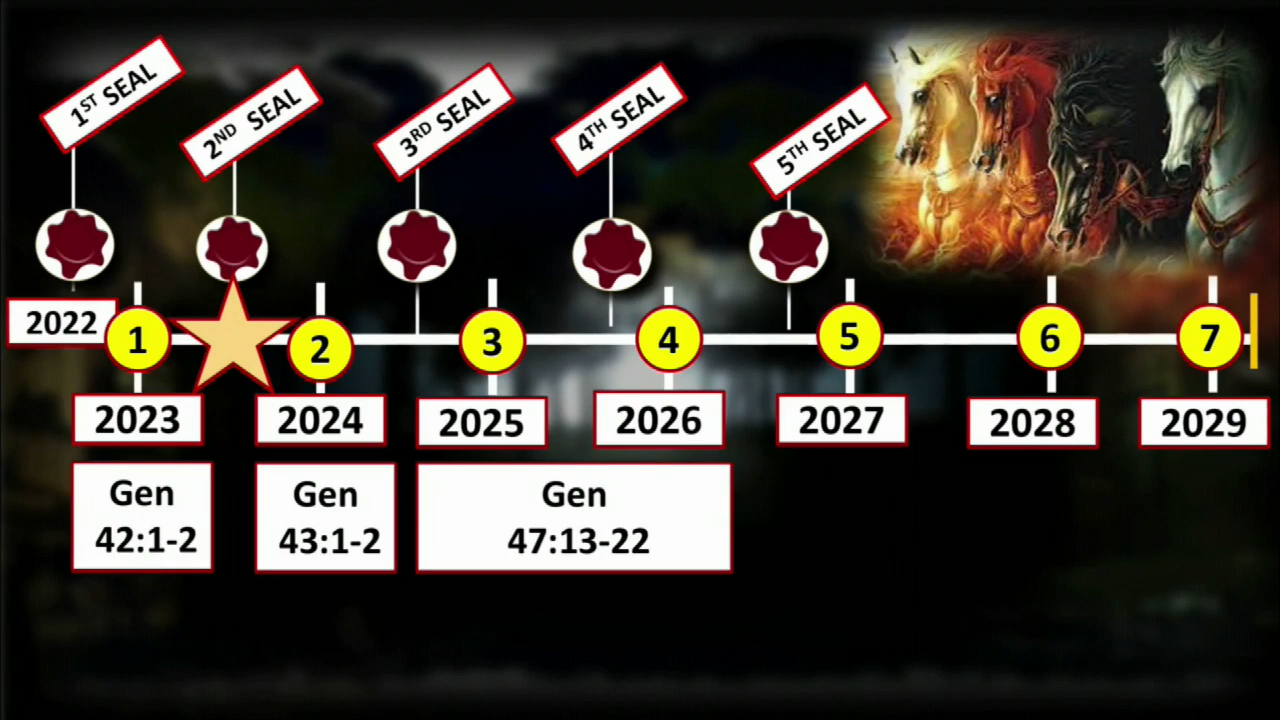 1ST SEAL
2ND SEAL
3RD SEAL
4TH SEAL
5TH SEAL
2022
1
2
3
4
5
6
7
2023
2024
2025
2026
2027
2028
2029
Gen
42:1-2
Gen
43:1-2
Gen
47:13-22